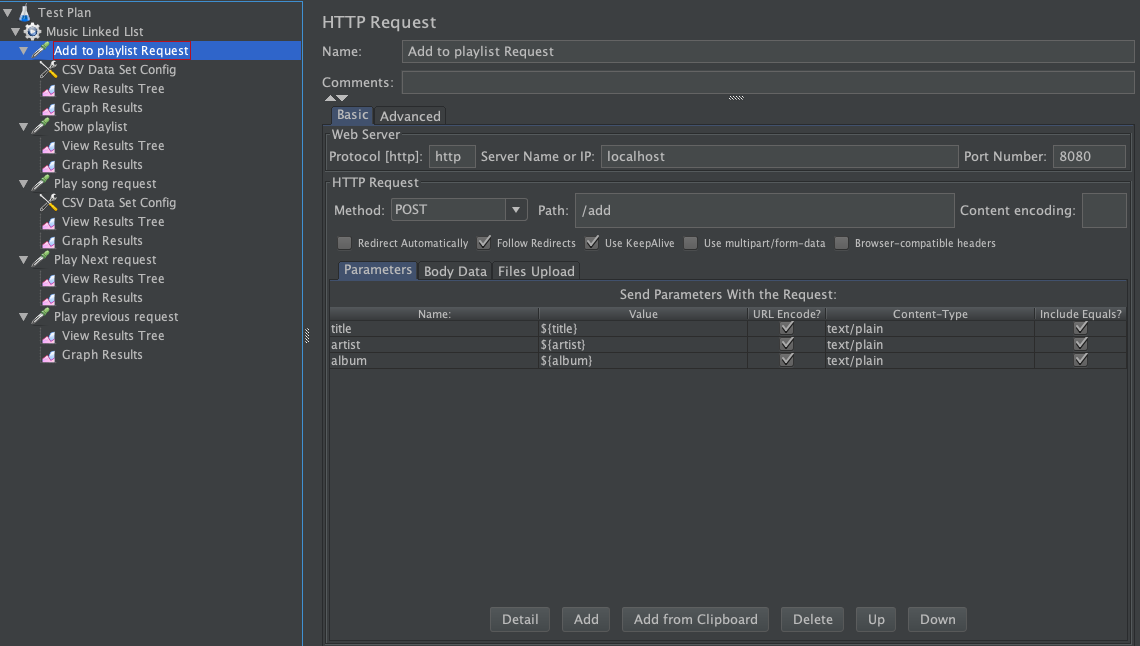 Test Plan
Music Linked LIst
Add to playlist Request
CSV Data Set Config
View Results Tree
Graph Results
Show playlist
View Results Tree
Graph Results
Play song request
CSV Data Set Config
View Results Tree
Graph Results
Play Next request
View Results Tree
Graph Results
Play previous request
View Results Tree
Graph Results
HTTP Request
Name: Add to playlist Request
Comments:
Basic Advanced
Web Server
Protocol [http]: http Server Name or IP: localhost Port Number: 8080
HTTP Request
Method: POST Path: /add Content encoding:
Redirect Automatically Follow Redirects Use KeepAlive Use multipart/form-data Browser-compatible headers
Parameters Body Data Files Upload
Send Parameters With the Request:
Name: Value URL Encode? Content-Type Include Equals?
title ${title} text/plain
artist ${artist} text/plain
album ${album} text/plain
Detail Add Add from Clipboard Delete Up Down